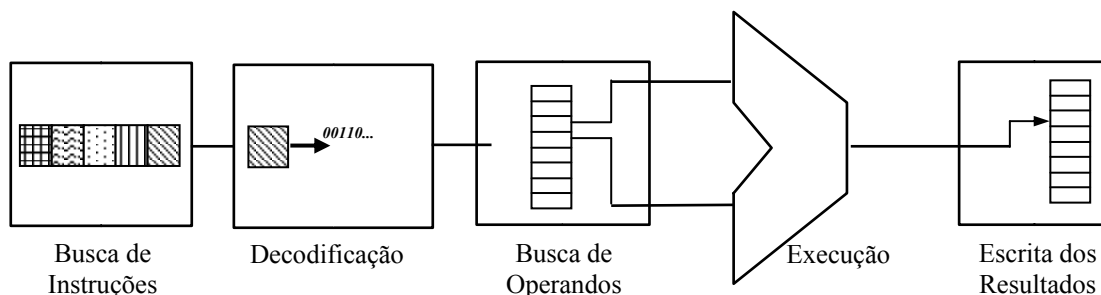 00110...
Busca de
Instruções
Decodificação
Busca de
Operandos
Execução
Escrita dos
Resultados